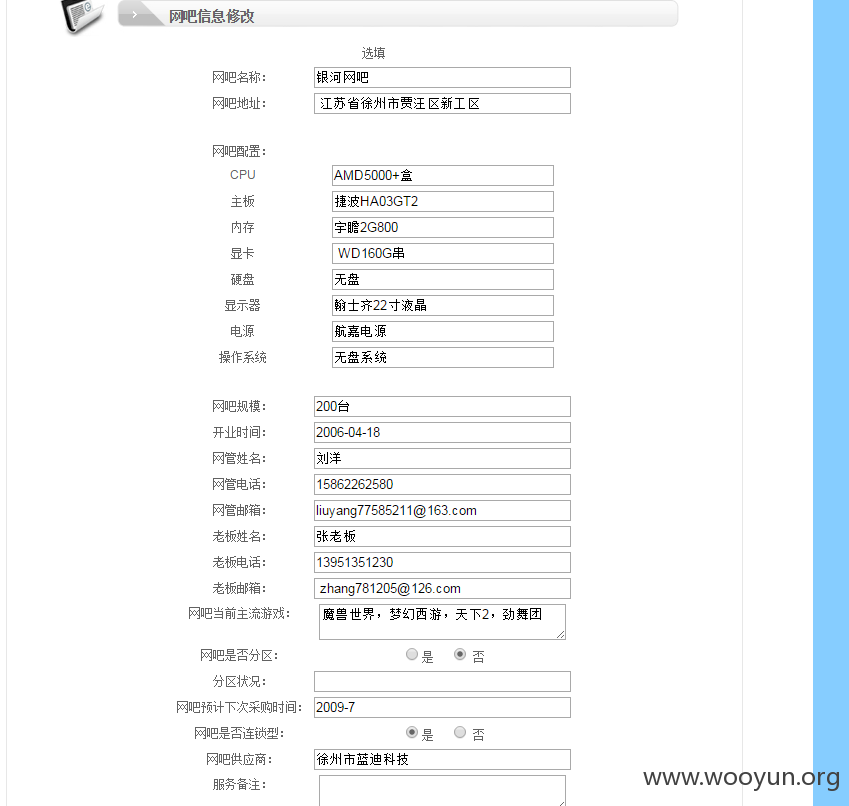 网吧信息修改
选填
网吧名称： 银河网吧
网吧地址： 江苏省徐州市贾汪区新工区
网吧配置：
CPU AMD5000+盒
主板 捷波HA03GT2
内存 宇瞻2G800
显卡 WD160G串
硬盘 无盘
显示器 翰士齐22寸液晶
电源 航嘉电源
操作系统 无盘系统
网吧规模： 200台
开业时间： 2006-04-18
网管姓名： 刘洋
网管电话： 15862262580
网管邮箱： liuyang77585211@163.com
老板姓名： 张老板
老板电话： 13951351230
老板邮箱： zhang781205@126.com
网吧当前主流游戏： 魔兽世界，梦幻西游，天下2，劲舞团
网吧是否分区： 是 否
分区状况：
网吧预计下次采购时间： 2009-7
网吧是否连锁型： 是 否
网吧供应商： 徐州市蓝迪科技
服务备注：
www.wooyun.org